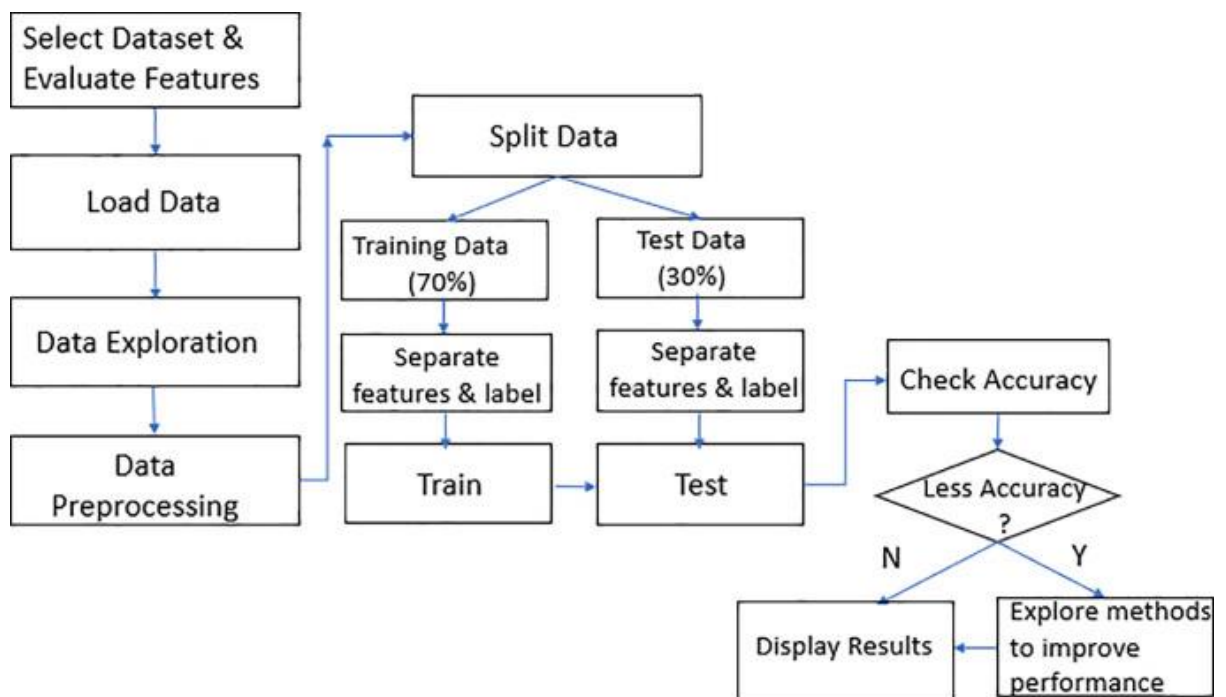 Select Dataset &
Evaluate Features
Load Data
Data Exploration
Data
Preprocessing
Split Data
Training Data
(70%)
Test Data
(30%)
Separate
features & label
Separate
features & label
Train
Test
Check Accuracy
Less Accuracy
?
N
Y
Display Results
Explore methods
to improve
performance